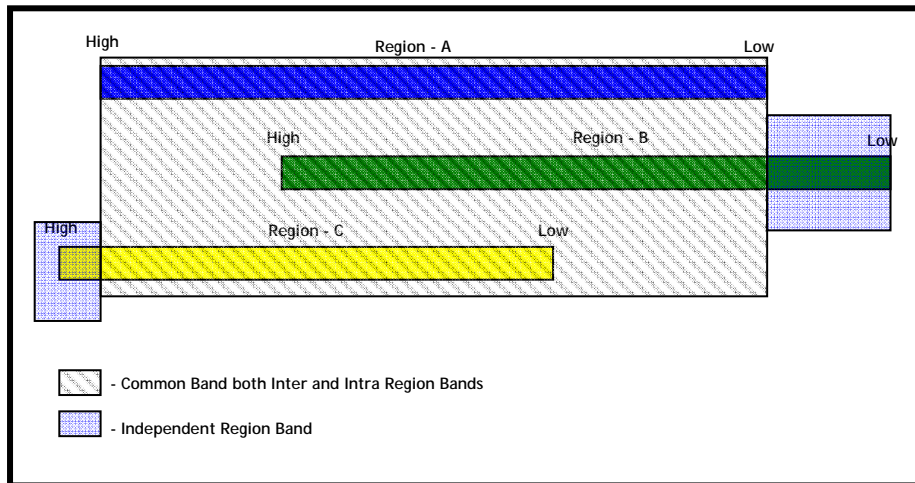 High Region - A Low
High Region - B Low
High Region - C Low
- Common Band both Inter and Intra Region Bands
- Independent Region Band